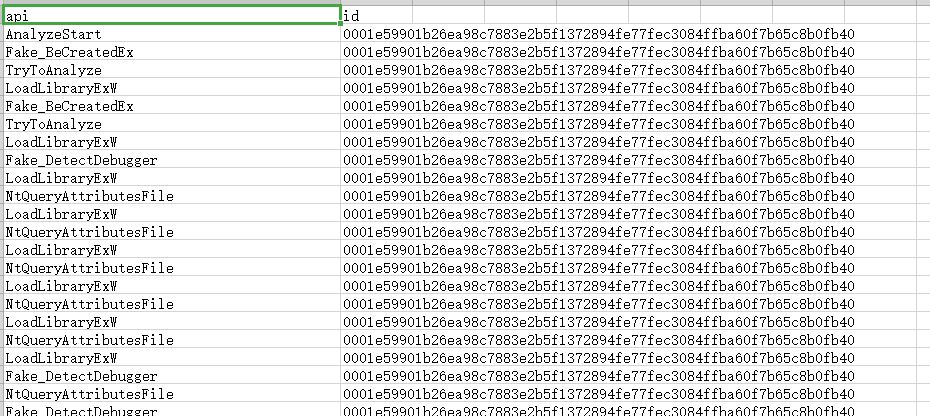 api id
AnalyzeStart 0001e59901b26ea98c7883e2b5f1372894fe77fec3084ffba60f7b65c8b0fb40
Fake_BeCreatedEx 0001e59901b26ea98c7883e2b5f1372894fe77fec3084ffba60f7b65c8b0fb40
TryToAnalyze 0001e59901b26ea98c7883e2b5f1372894fe77fec3084ffba60f7b65c8b0fb40
LoadLibraryExW 0001e59901b26ea98c7883e2b5f1372894fe77fec3084ffba60f7b65c8b0fb40
Fake_BeCreatedEx 0001e59901b26ea98c7883e2b5f1372894fe77fec3084ffba60f7b65c8b0fb40
TryToAnalyze 0001e59901b26ea98c7883e2b5f1372894fe77fec3084ffba60f7b65c8b0fb40
LoadLibraryExW 0001e59901b26ea98c7883e2b5f1372894fe77fec3084ffba60f7b65c8b0fb40
Fake_DetectDebugger 0001e59901b26ea98c7883e2b5f1372894fe77fec3084ffba60f7b65c8b0fb40
LoadLibraryExW 0001e59901b26ea98c7883e2b5f1372894fe77fec3084ffba60f7b65c8b0fb40
NtQueryAttributesFile 0001e59901b26ea98c7883e2b5f1372894fe77fec3084ffba60f7b65c8b0fb40
LoadLibraryExW 0001e59901b26ea98c7883e2b5f1372894fe77fec3084ffba60f7b65c8b0fb40
NtQueryAttributesFile 0001e59901b26ea98c7883e2b5f1372894fe77fec3084ffba60f7b65c8b0fb40
LoadLibraryExW 0001e59901b26ea98c7883e2b5f1372894fe77fec3084ffba60f7b65c8b0fb40
NtQueryAttributesFile 0001e59901b26ea98c7883e2b5f1372894fe77fec3084ffba60f7b65c8b0fb40
LoadLibraryExW 0001e59901b26ea98c7883e2b5f1372894fe77fec3084ffba60f7b65c8b0fb40
NtQueryAttributesFile 0001e59901b26ea98c7883e2b5f1372894fe77fec3084ffba60f7b65c8b0fb40
LoadLibraryExW 0001e59901b26ea98c7883e2b5f1372894fe77fec3084ffba60f7b65c8b0fb40
NtQueryAttributesFile 0001e59901b26ea98c7883e2b5f1372894fe77fec3084ffba60f7b65c8b0fb40
LoadLibraryExW 0001e59901b26ea98c7883e2b5f1372894fe77fec3084ffba60f7b65c8b0fb40
Fake_DetectDebugger 0001e59901b26ea98c7883e2b5f1372894fe77fec3084ffba60f7b65c8b0fb40
NtQueryAttributesFile 0001e59901b26ea98c7883e2b5f1372894fe77fec3084ffba60f7b65c8b0fb40
Fake_DetectDebugger 0001e59901b26ea98c7883e2b5f1372894fe77fec3084ffba60f7b65c8b0fb40